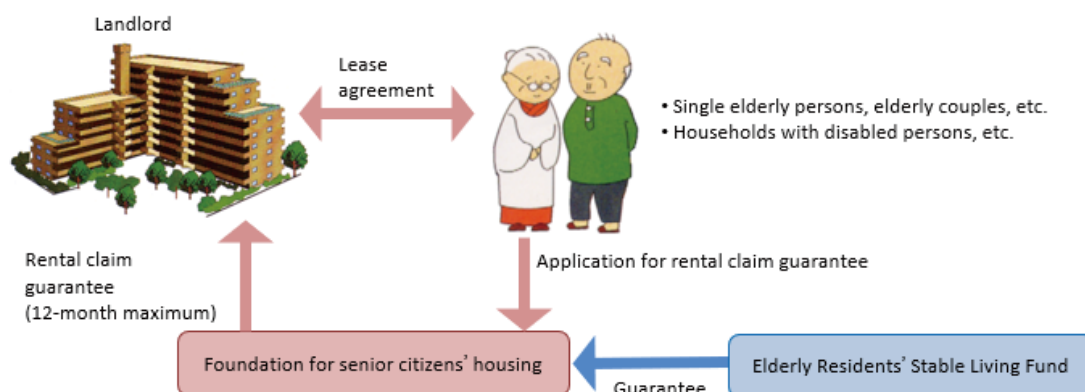 Landlord
Lease
agreement
• Single elderly persons, elderly couples, etc.
• Households with disabled persons, etc.
Rental claim
guarantee
(12-month maximum)
Application for rental claim guarantee
Foundation for senior citizens’ housing
Elderly Residents’ Stable Living Fund
Guarantee